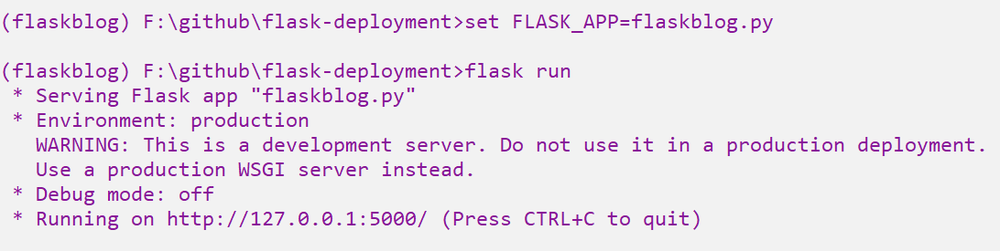 (flaskblog) F:\github\flask-deployment>set FLASK_APP=flaskblog.py
(flaskblog) F:\github\flask-deployment>flask run
* Serving Flask app "flaskblog.py"
* Environment: production
WARNING: This is a development server. Do not use it in a production deployment.
Use a production WSGI server instead.
* Debug mode: off
* Running on http://127.0.0.1:5000/ (Press CTRL+C to quit)